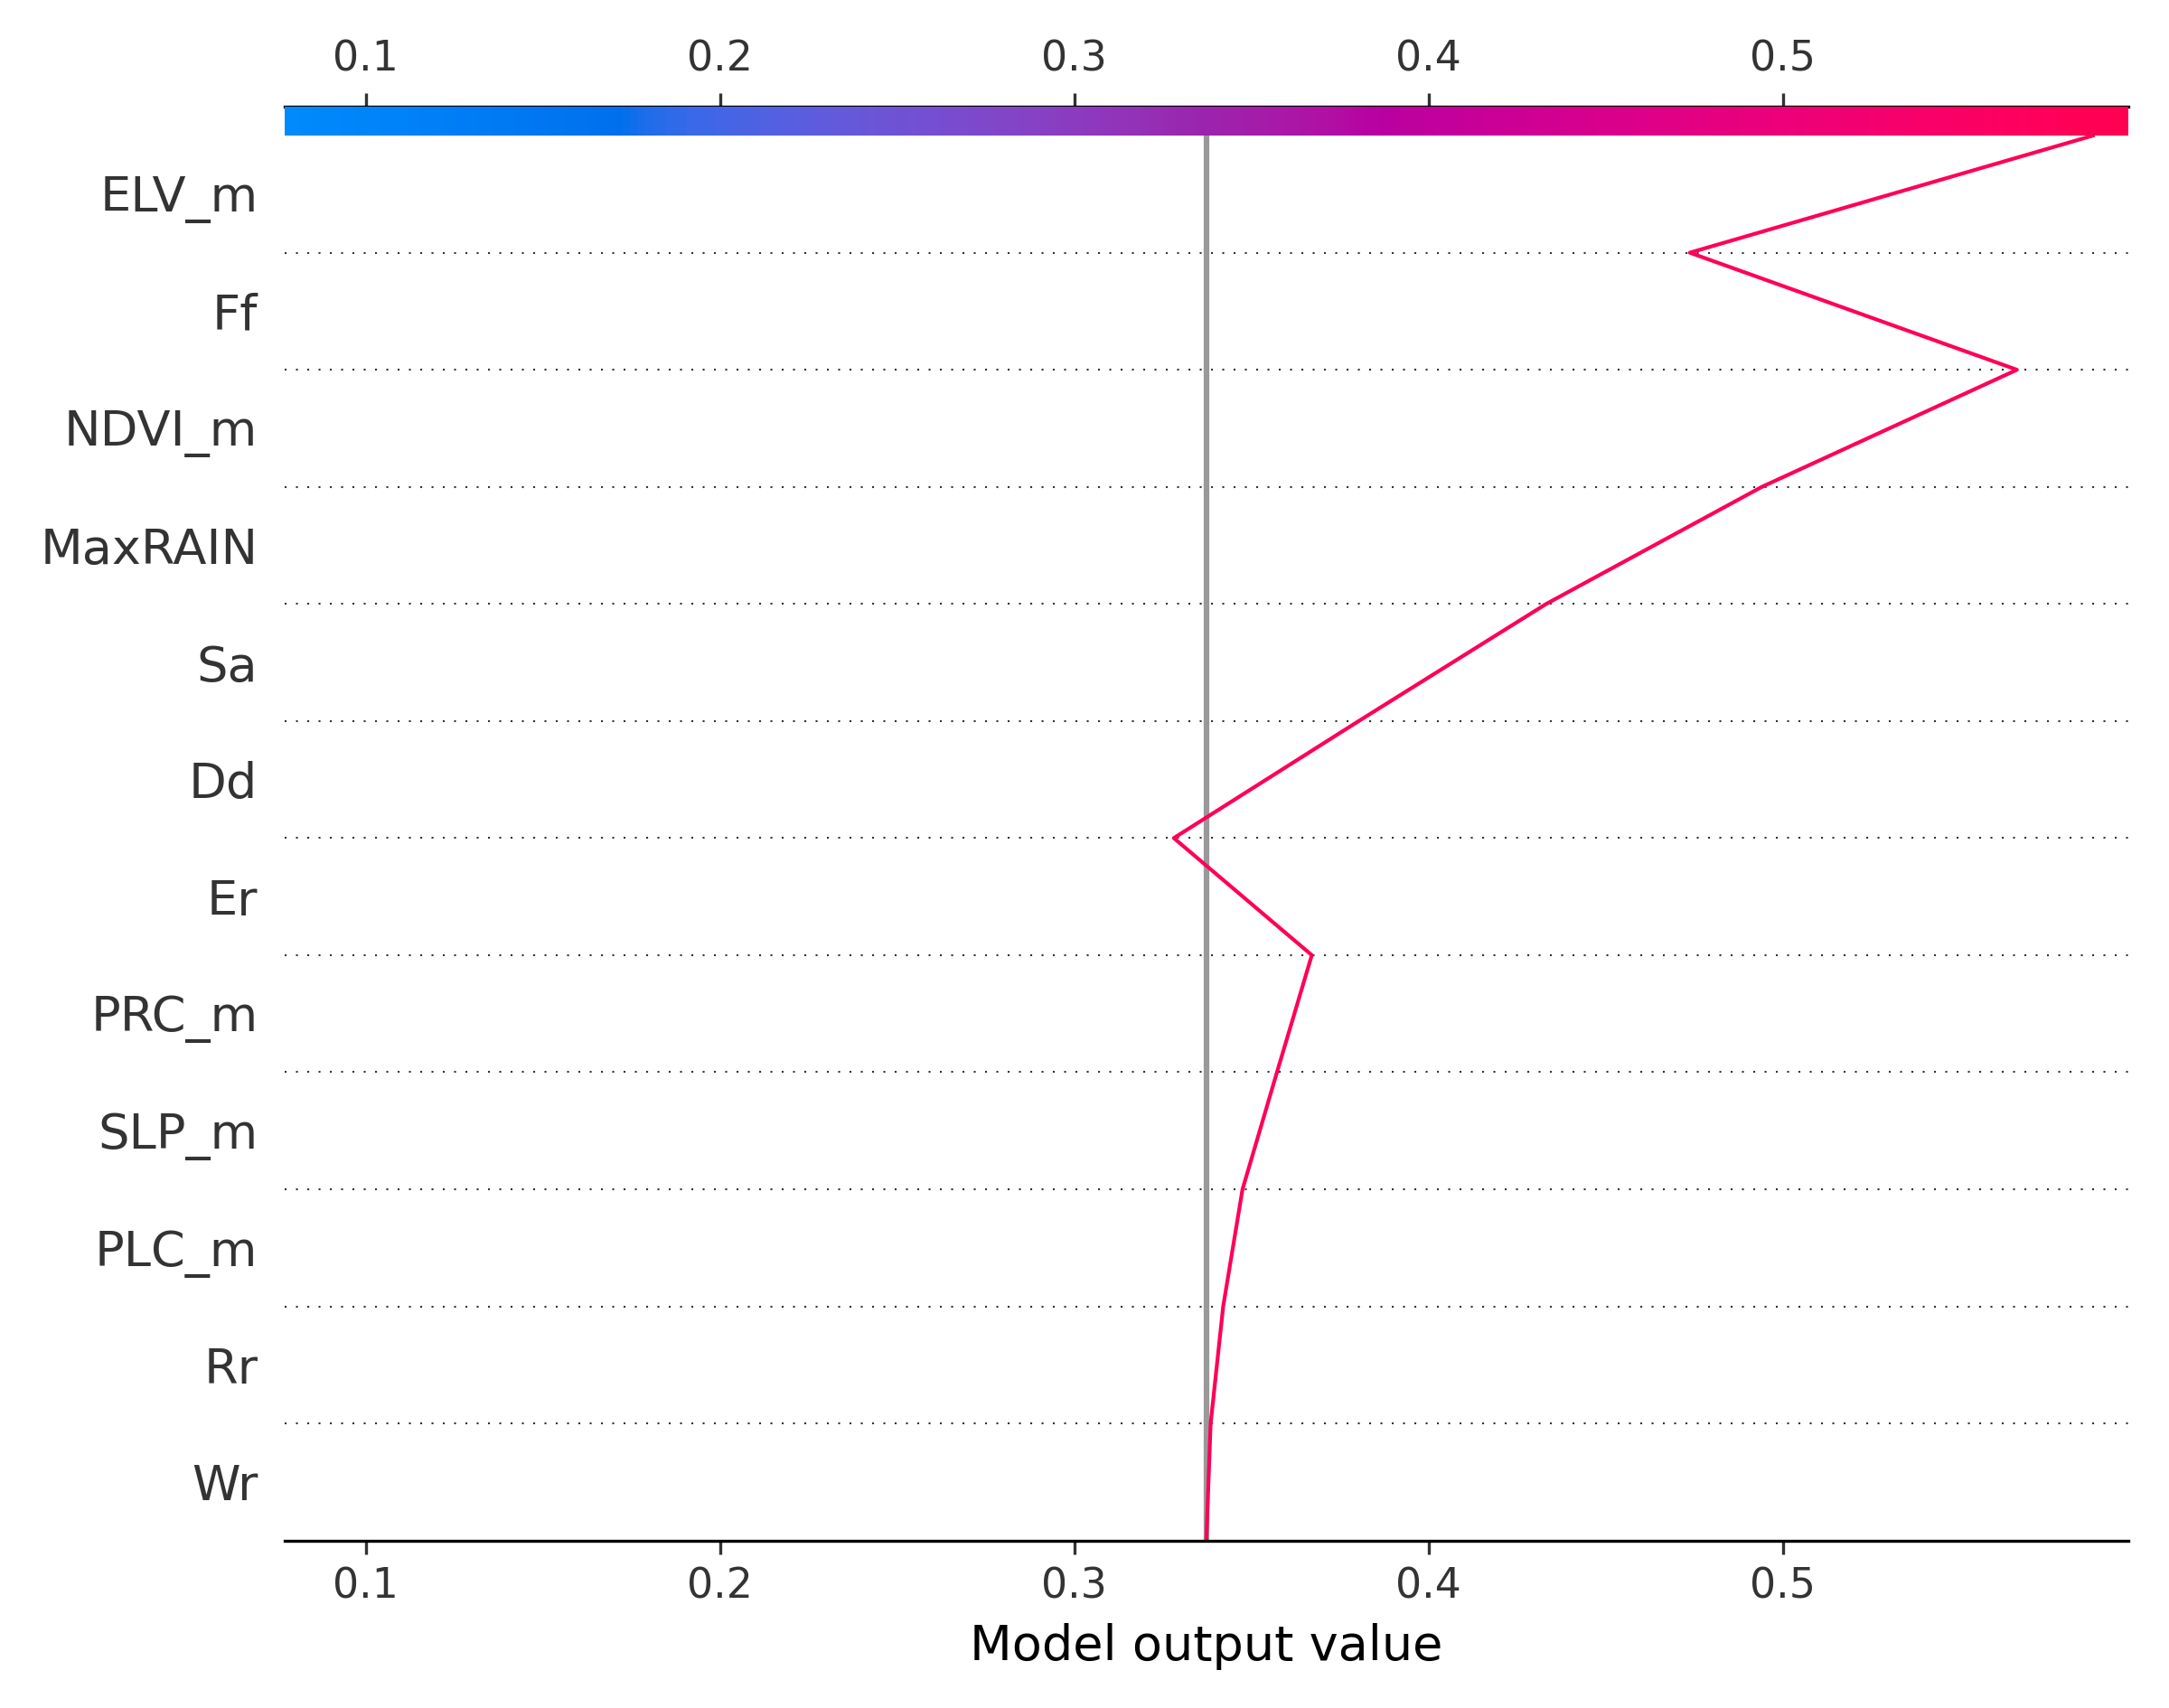 0.1 0.2 0.3 0.4 0.5
ELV_m
Ff
NDVI_m
MaxRAIN
Sa
Dd
Er
PRC_m
SLP_m
PLC_m
Rr
Wr
0.1 0.2 0.3 0.4 0.5
Model output value